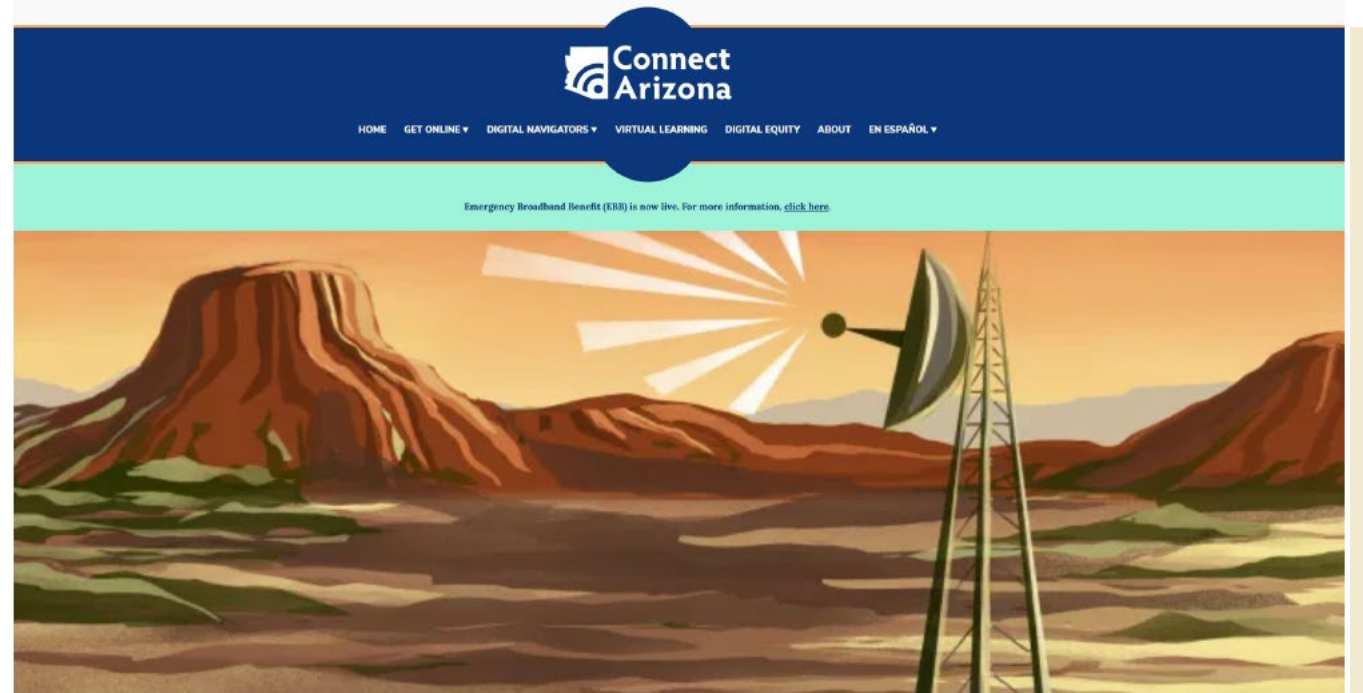 Connect
Arizona
HOME GET ONLINE ▾ DIGITAL NAVIGATORS ▾ VIRTUAL LEARNING DIGITAL EQUITY ABOUT EN ESPAÑOL ▾
Emergency Broadband Benefit (EBB) is now live. For more information, click here.